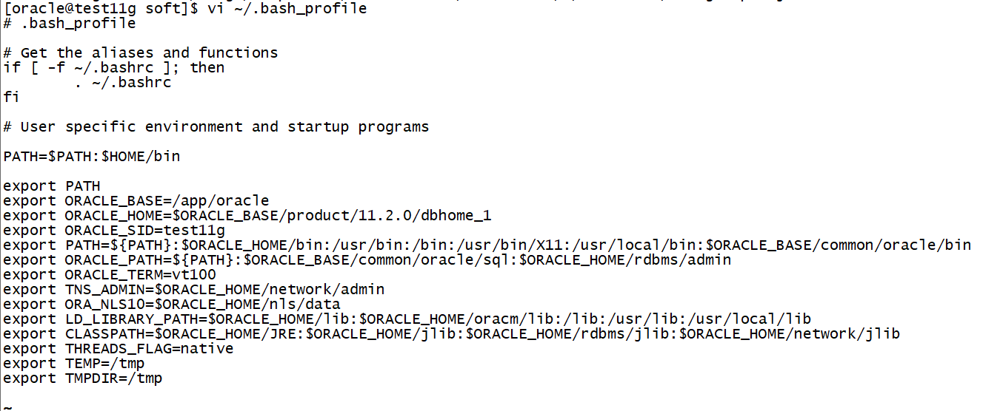 [oracle@test11g soft]$ vi ~/.bash_profile
# .bash_profile
# Get the aliases and functions
if [ -f ~/.bashrc ]; then
        . ~/.bashrc
fi
# User specific environment and startup programs
PATH=$PATH:$HOME/bin
export PATH
export ORACLE_BASE=/app/oracle
export ORACLE_HOME=$ORACLE_BASE/product/11.2.0/dbhome_1
export ORACLE_SID=test11g
export PATH=${PATH}:$ORACLE_HOME/bin:/usr/bin:/bin:/usr/bin/X11:/usr/local/bin:$ORACLE_BASE/common/oracle/bin
export ORACLE_PATH=${PATH}:$ORACLE_BASE/common/oracle/sql:$ORACLE_HOME/rdbms/admin
export ORACLE_TERM=vt100
export TNS_ADMIN=$ORACLE_HOME/network/admin
export ORA_NLS10=$ORACLE_HOME/nls/data
export LD_LIBRARY_PATH=$ORACLE_HOME/lib:$ORACLE_HOME/oracm/lib:/lib:/usr/lib:/usr/local/lib
export CLASSPATH=$ORACLE_HOME/JRE:$ORACLE_HOME/jlib:$ORACLE_HOME/rdbms/jlib:$ORACLE_HOME/network/jlib
export THREADS_FLAG=native
export TEMP=/tmp
export TMPDIR=/tmp
~